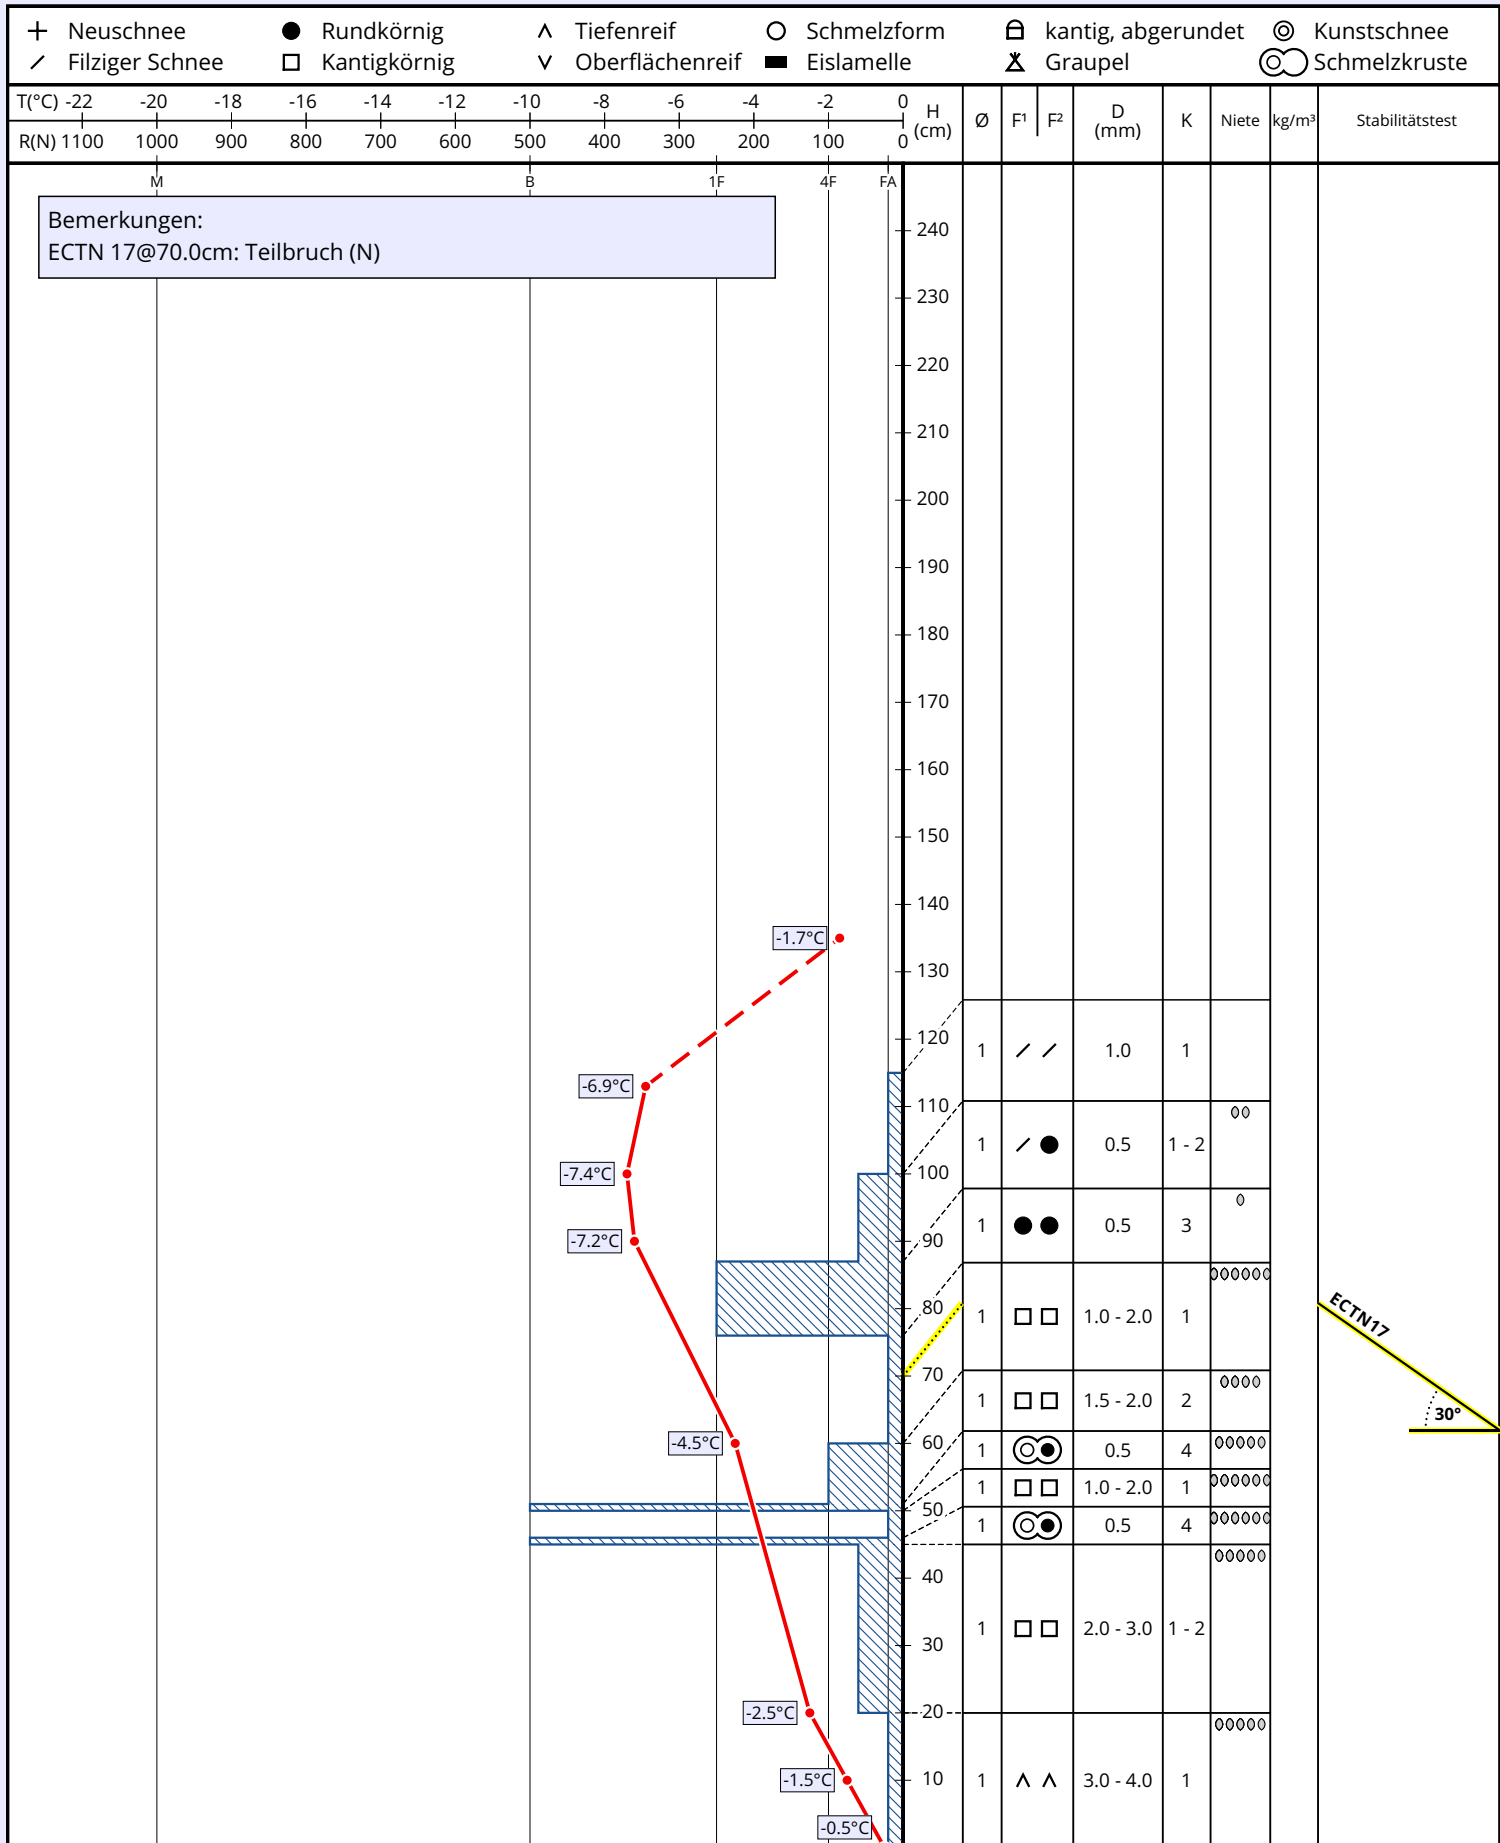 Neuschnee Rundkörnig Tiefenreif Schmelzform kantig, abgerundet Kunstschnee
Filziger Schnee Kantigkörnig Oberflächenreif Eislamelle Graupel Schmelzkruste
T(°C) -22 -20 -18 -16 -14 -12 -10 -8 -6 -4 -2 0
R(N) 1100 1000 900 800 700 600 500 400 300 200 100 0
H (cm) Ø F¹ F² D (mm) K Niete kg/m³ Stabilitätstest
M B 1F 4F FA
Bemerkungen:
ECTN 17@70.0cm: Teilbruch (N)
240
230
220
210
200
190
180
170
160
150
140
-1.7°C
130
120
1 1.0 1
-6.9°C
110
1 0.5 1 - 2
-7.4°C 100
1 0.5 3
-7.2°C 90
80
1 1.0 - 2.0 1
ECTN17
70
1 1.5 - 2.0 2
30°
-4.5°C 60
1 0.5 4
1 1.0 - 2.0 1
50
1 0.5 4
40
1 2.0 - 3.0 1 - 2
30
-2.5°C 20
-1.5°C 10 1 3.0 - 4.0 1
-0.5°C